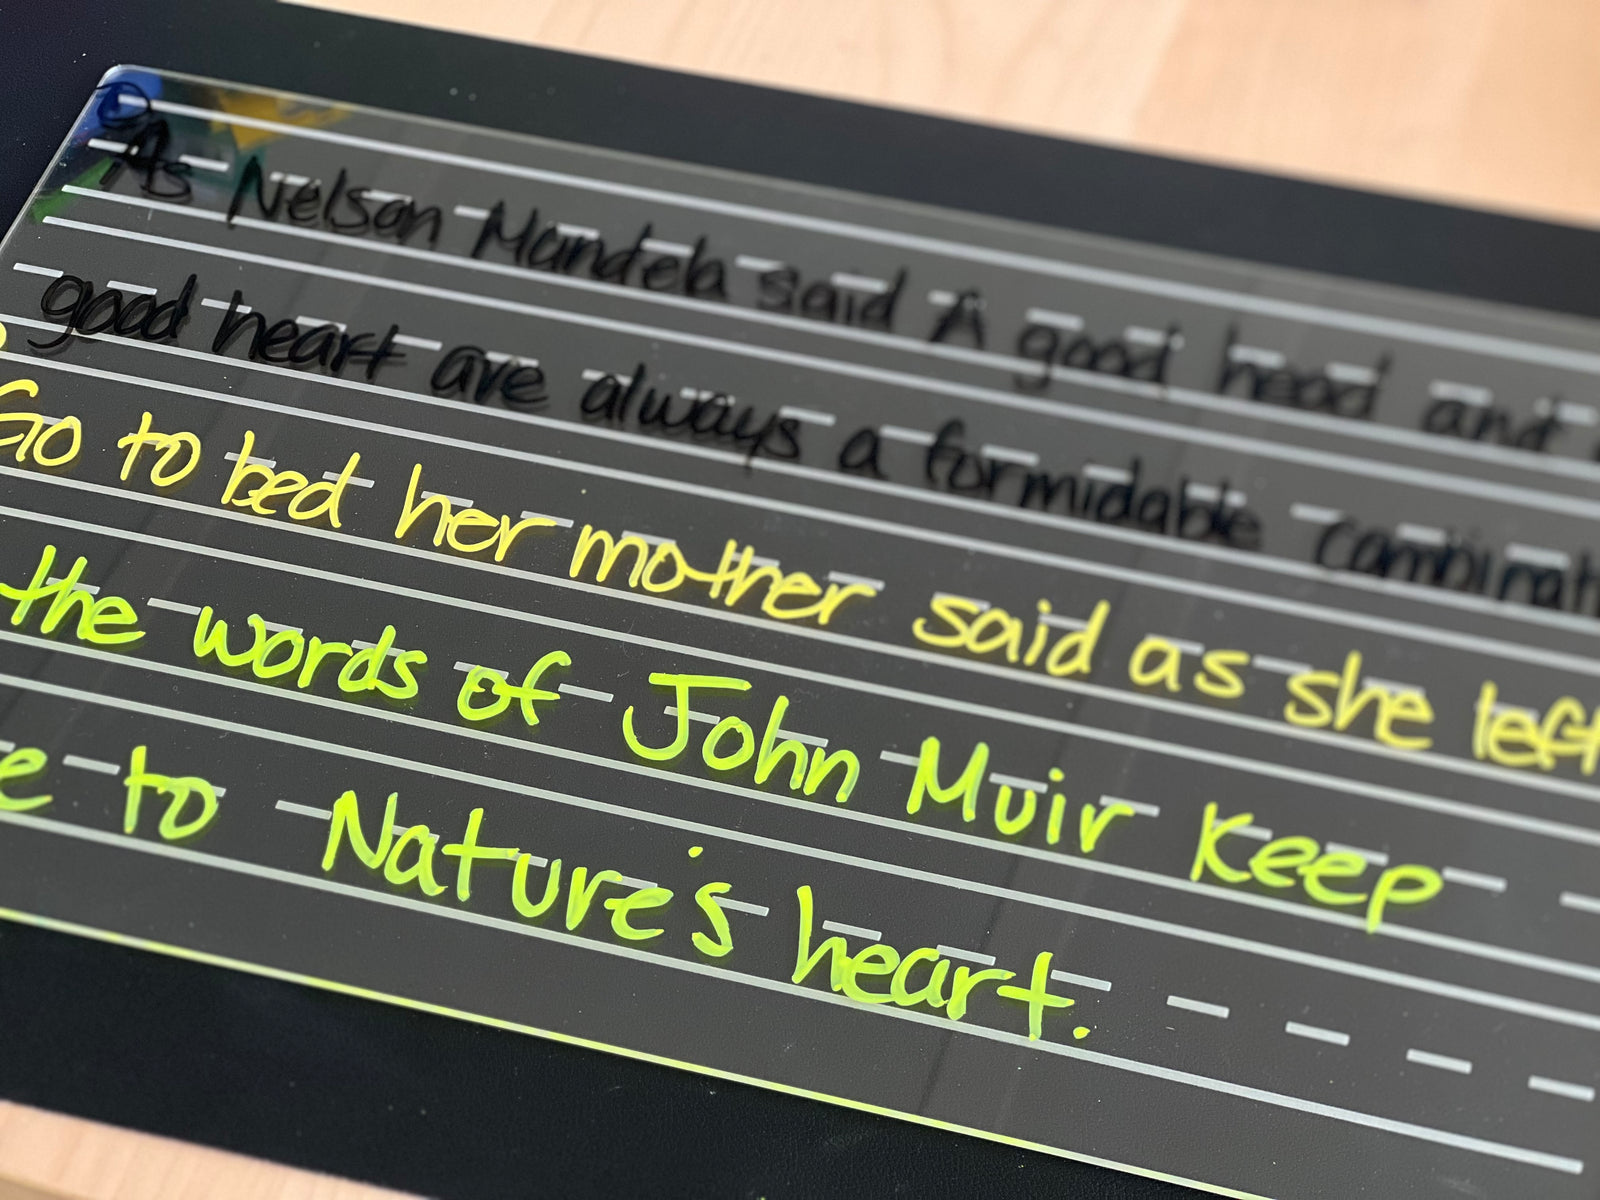 As Nelson Mandela said A good head and
good heart are always a formidable combinati
Go to bed her mother said as she left
the words of John Muir Keep
e to Nature's heart.